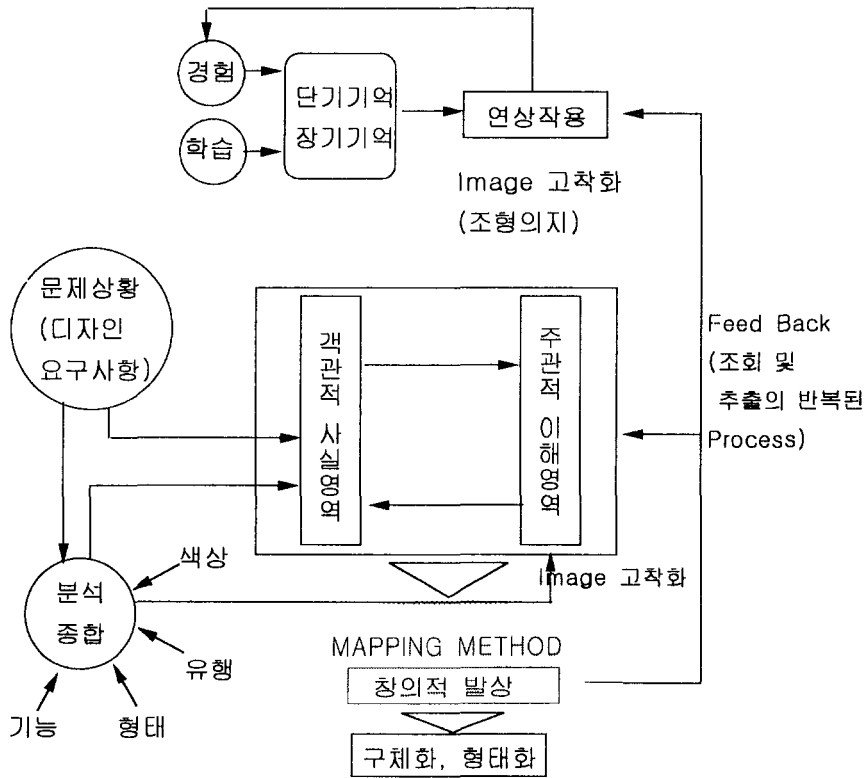 경험
학습
단기기억
장기기억
연상작용
Image 고착화
(조형의지)
문제상황
(디자인
요구사항)
객관적 사실영역
주관적 이해영역
Feed Back
(조회 및
추출의 반복된
Process)
분석
종합
색상
유행
형태
기능
Image 고착화
MAPPING METHOD
창의적 발상
구체화, 형태화